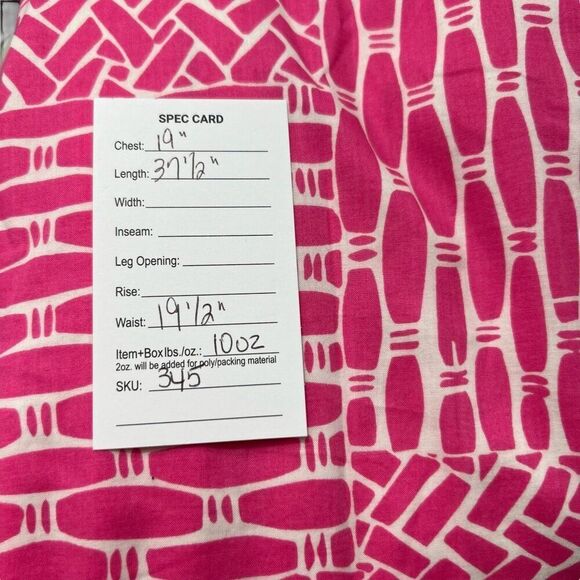 SPEC CARD
Chest: 19"
Length: 37 1/2"
Width:
Inseam:
Leg Opening:
Rise:
Waist: 19 1/2"
Item+Box lbs./oz.: 10oz
2oz. will be added for poly/packing material
SKU: 345